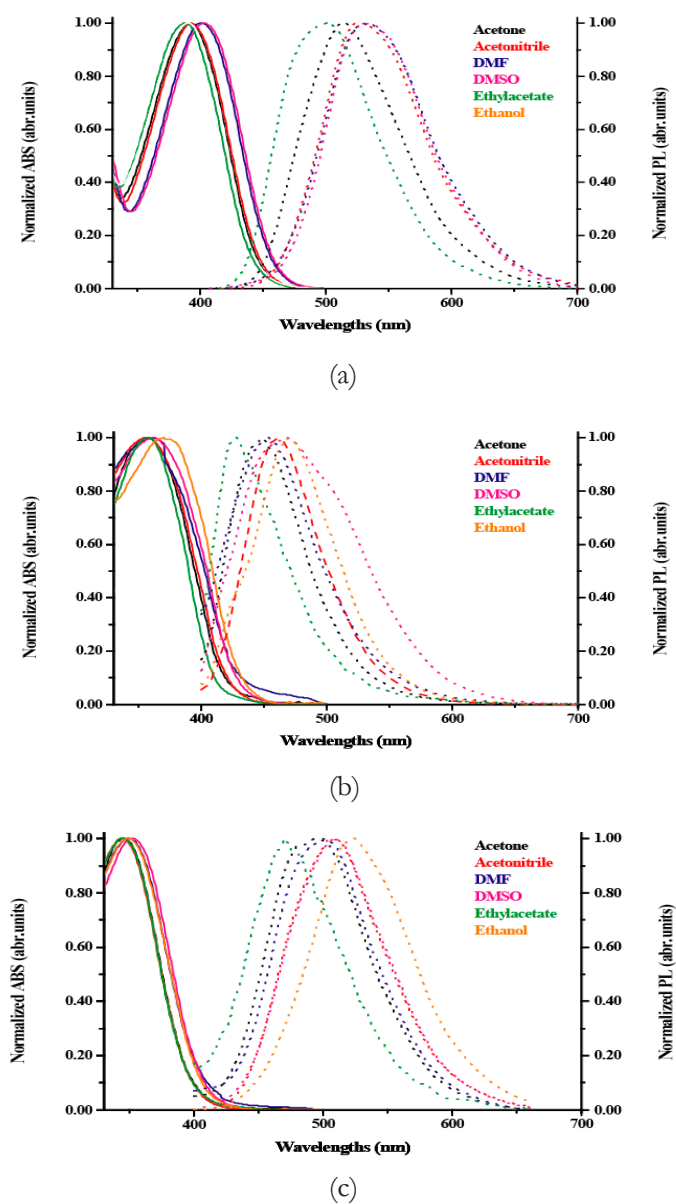 1.00
0.80
0.60
0.40
0.20
0.00
Normalized ABS (abr.units)
1.00
0.80
0.60
0.40
0.20
0.00
Normalized PL (abr.units)
Acetone
Acetonitrile
DMF
DMSO
Ethylacetate
Ethanol
400 500 600 700
Wavelengths (nm)
(a)
1.00
0.80
0.60
0.40
0.20
0.00
Normalized ABS (abr.units)
1.00
0.80
0.60
0.40
0.20
0.00
Normalized PL (abr.units)
Acetone
Acetonitrile
DMF
DMSO
Ethylacetate
Ethanol
400 500 600 700
Wavelengths (nm)
(b)
1.00
0.80
0.60
0.40
0.20
0.00
Normalized ABS (abr.units)
1.00
0.80
0.60
0.40
0.20
0.00
Normalized PL (abr.units)
Acetone
Acetonitrile
DMF
DMSO
Ethylacetate
Ethanol
400 500 600 700
Wavelengths (nm)
(c)